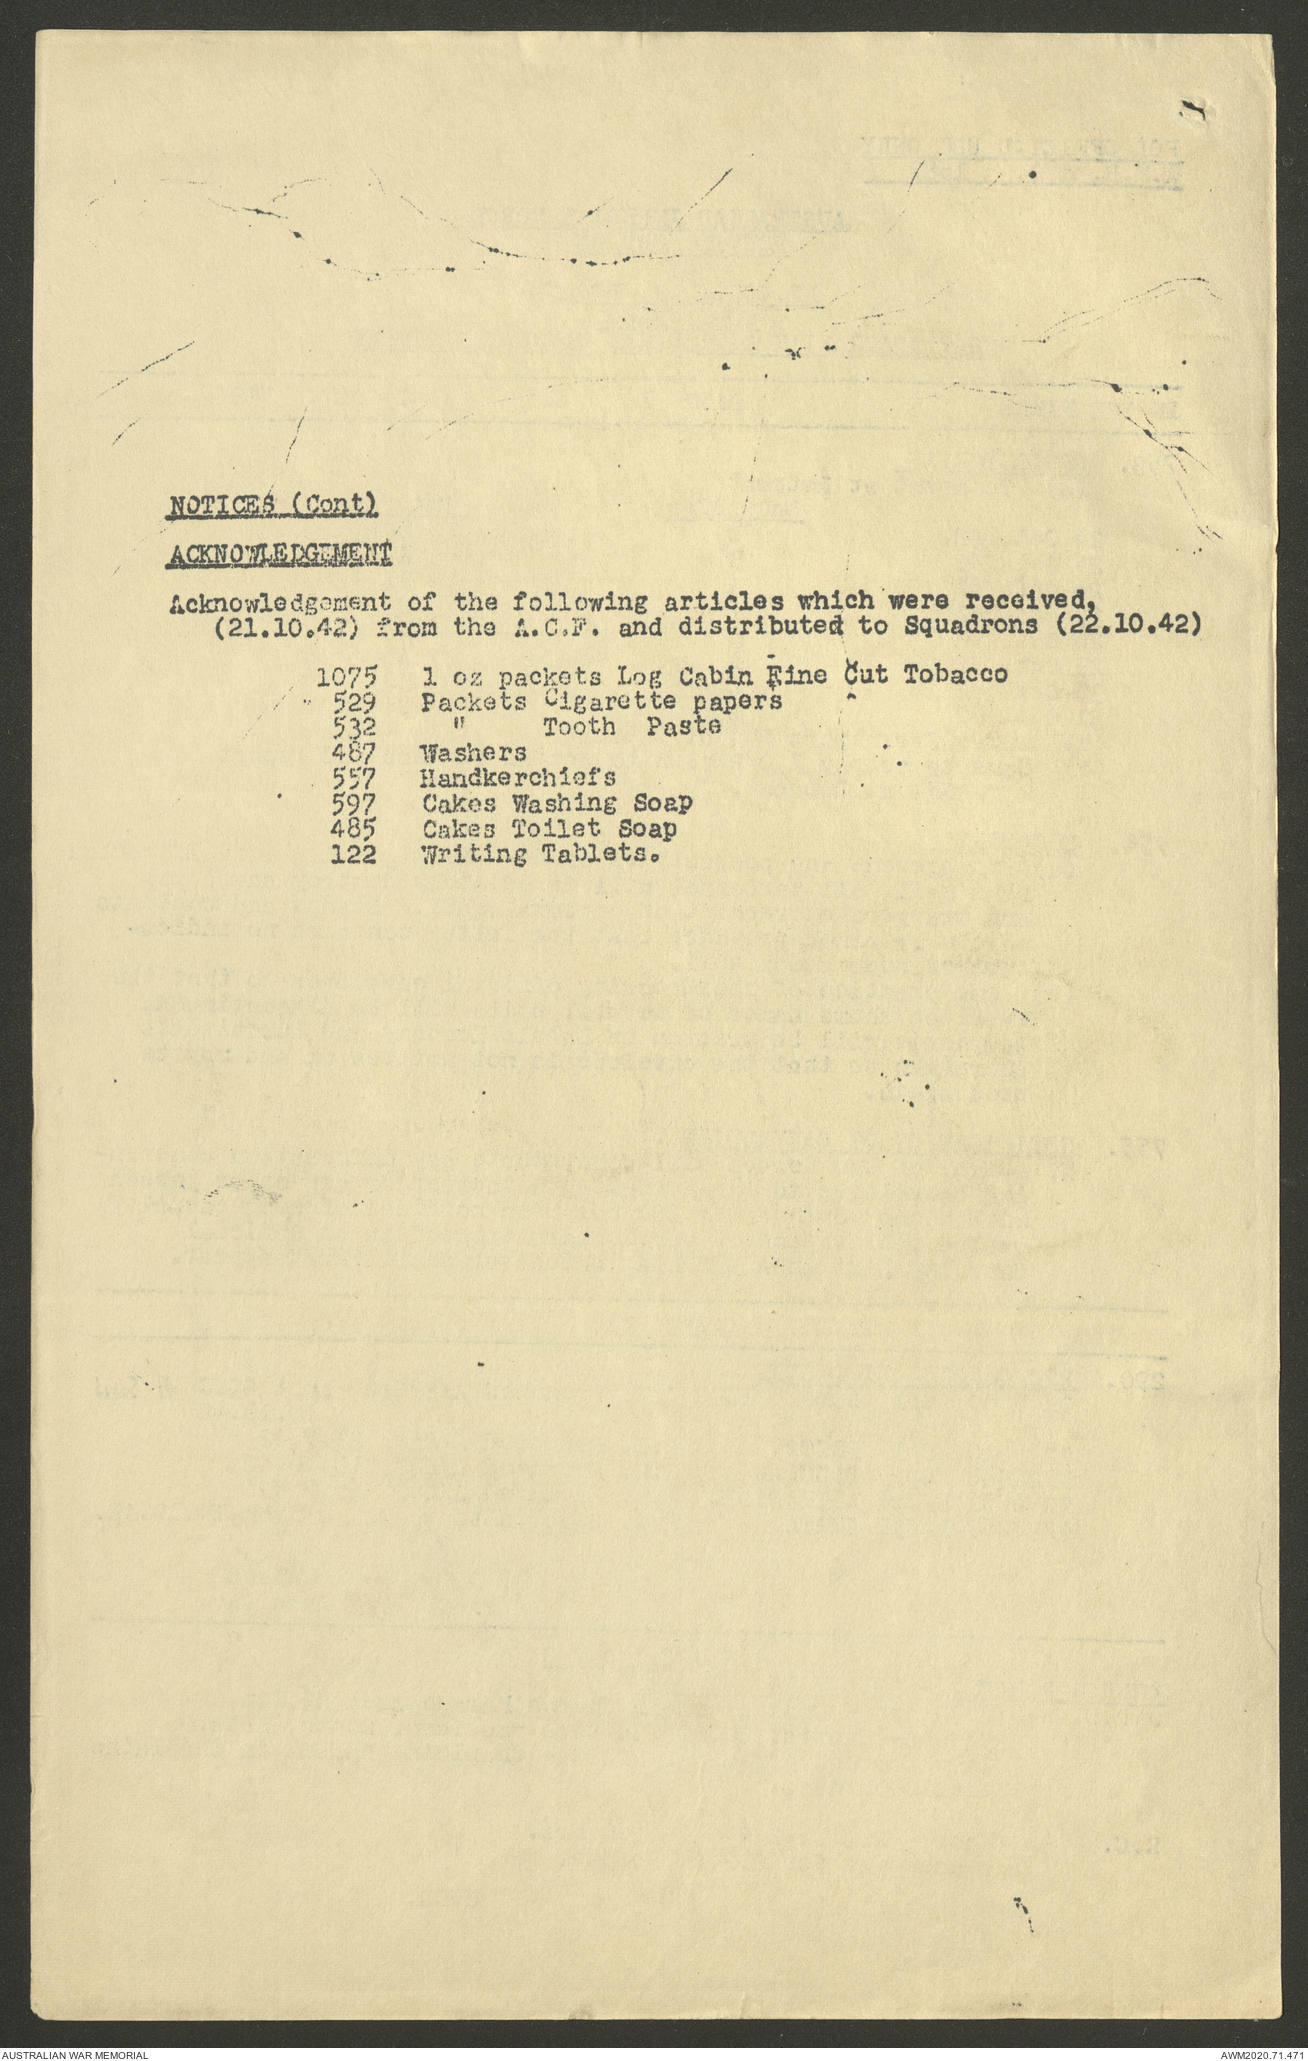 NOTICES (Cont)
ACKNOWLEDGEMENT
Acknowledgement of the following articles which were received,
(21.10.42) from the A.C.F. and distributed to Squadrons (22.10.42)
1075 1 oz packets Log Cabin Fine Cut Tobacco
529 Packets Cigarette papers
532 " Tooth Paste
487 Washers
557 Handkerchiefs
597 Cakes Washing Soap
485 Cakes Toilet Soap
122 Writing Tablets.
AUSTRALIAN WAR MEMORIAL
AWM2020.71.471